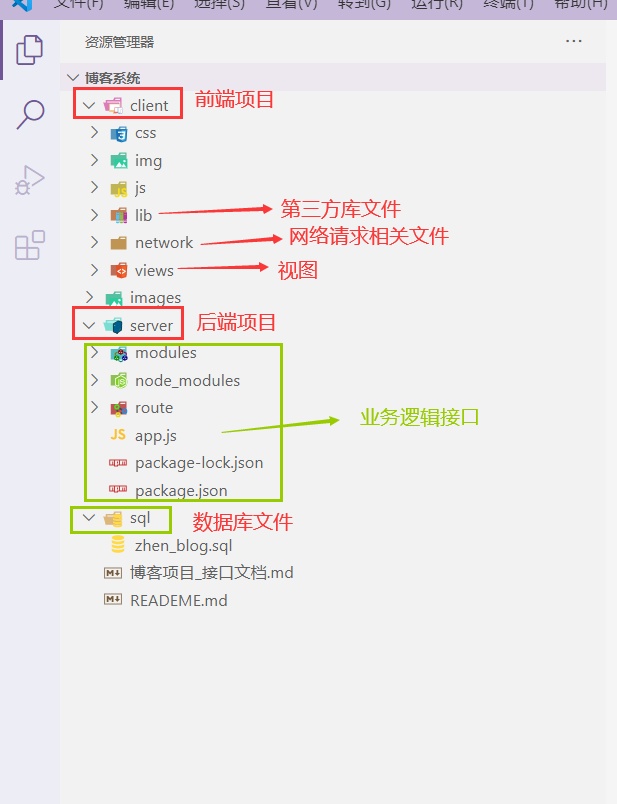 文件(F) 编辑(E) 选择(S) 查看(V) 转到(G) 运行(R) 终端(T) 帮助(H)
资源管理器 ...
博客系统
client 前端项目
css
img
js
lib 第三方库文件
network 网络请求相关文件
views 视图
images
server 后端项目
modules
node_modules
route
app.js 业务逻辑接口
package-lock.json
package.json
sql 数据库文件
zhen_blog.sql
博客项目_接口文档.md
READEME.md